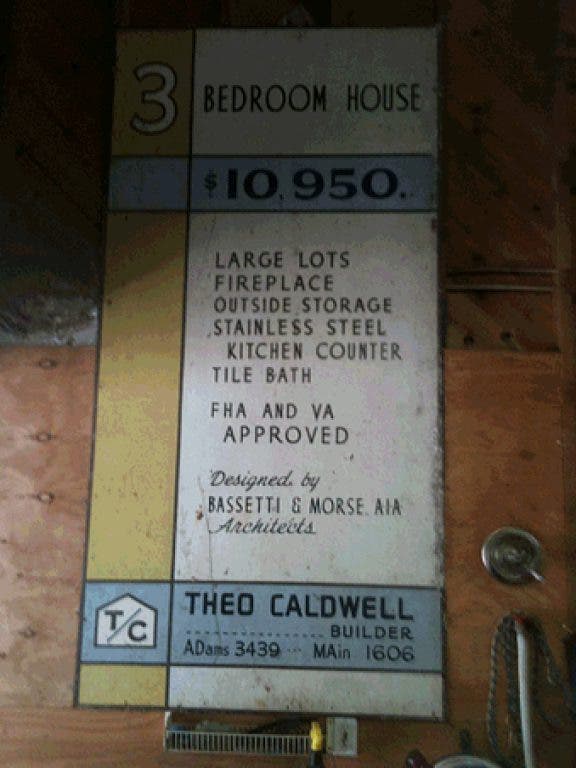 3 BEDROOM HOUSE
$10,950.
LARGE LOTS
FIREPLACE
OUTSIDE STORAGE
STAINLESS STEEL
KITCHEN COUNTER
TILE BATH
FHA AND VA
APPROVED
Designed by
BASSETTI & MORSE, AIA
Architects
T/C
THEO CALDWELL
BUILDER
ADams 3439 ... MAin 1606